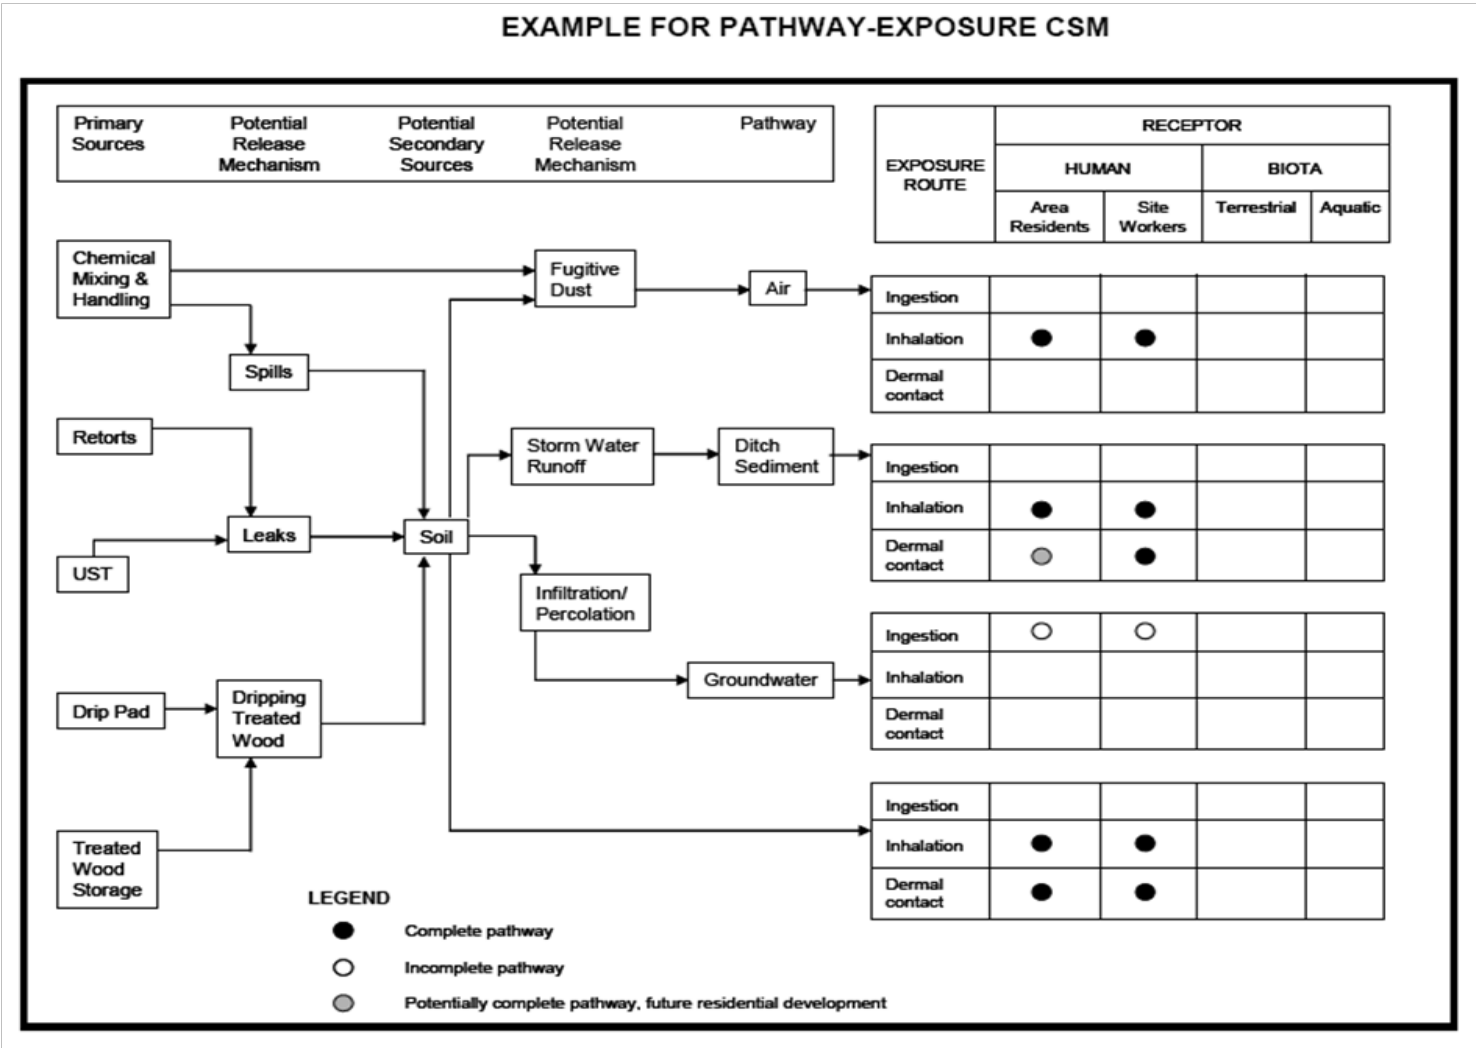 EXAMPLE FOR PATHWAY-EXPOSURE CSM
Primary
Sources
Potential
Release
Mechanism
Potential
Secondary
Sources
Potential
Release
Mechanism
Pathway
EXPOSURE
ROUTE
RECEPTOR
HUMAN
BIOTA
Area
Residents
Site
Workers
Terrestrial
Aquatic
Chemical
Mixing &
Handling
Fugitive
Dust
Air
Ingestion
Inhalation
Dermal
contact
Spills
Retorts
Storm Water
Runoff
Ditch
Sediment
Ingestion
Inhalation
Dermal
contact
Leaks
Soil
UST
Infiltration/
Percolation
Groundwater
Ingestion
Inhalation
Dermal
contact
Drip Pad
Dripping
Treated
Wood
Treated
Wood
Storage
Ingestion
Inhalation
Dermal
contact
LEGEND
Complete pathway
Incomplete pathway
Potentially complete pathway, future residential development